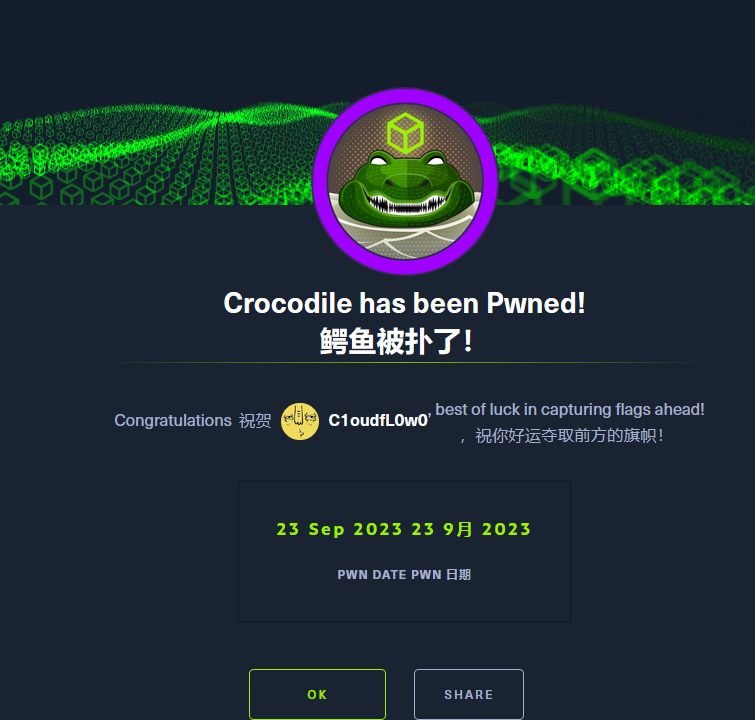 Crocodile has been Pwned!
鳄鱼被扑了！
Congratulations 祝贺 C1oudfL0w0, best of luck in capturing flags ahead!
，祝你好运夺取前方的旗帜！
23 Sep 2023 23 9月 2023
PWN DATE PWN 日期
OK
SHARE